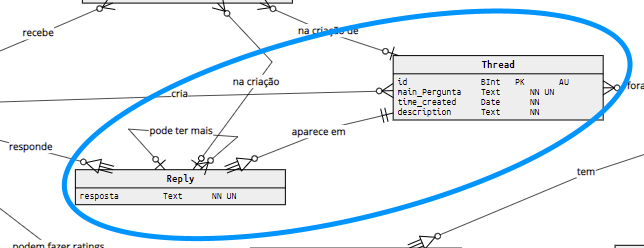 recebe
na criação de
Thread
id BInt PK AU
main_Pergunta Text NN UN
time_created Date NN
description Text NN
fora
na criação
cria
pode ter mais
aparece em
responde
Reply
resposta Text NN UN
tem
podem fazer ratings